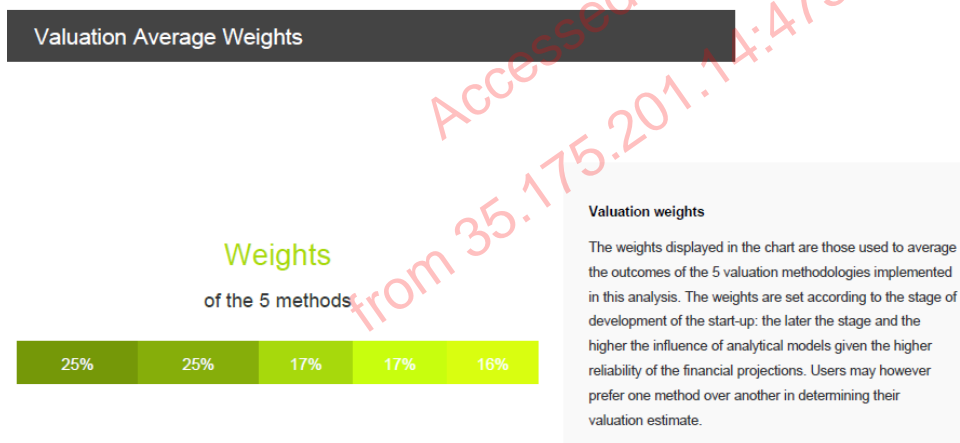 Valuation Average Weights
Accessed
from 35.175.201.14:475
Weights
of the 5 methods
25% 25% 17% 17% 16%
Valuation weights
The weights displayed in the chart are those used to average
the outcomes of the 5 valuation methodologies implemented
in this analysis. The weights are set according to the stage of
development of the start-up: the later the stage and the
higher the influence of analytical models given the higher
reliability of the financial projections. Users may however
prefer one method over another in determining their
valuation estimate.